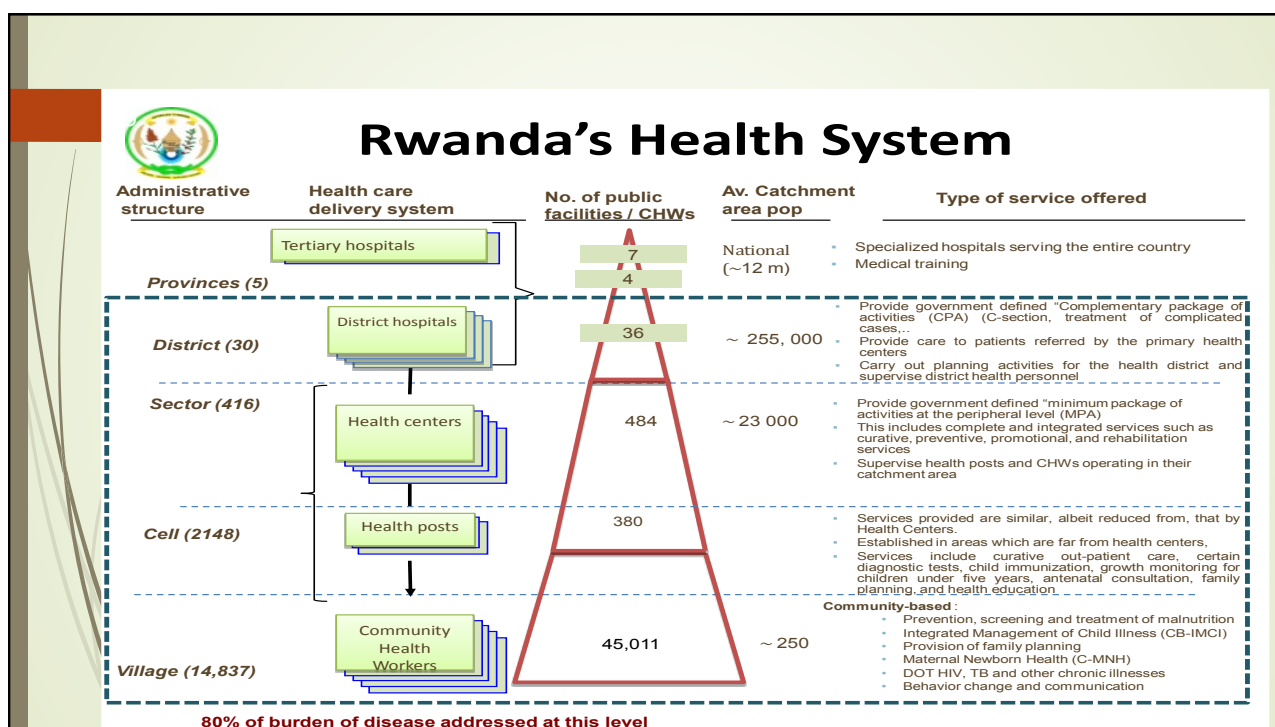 Rwanda's Health System
Administrative
structure
Health care
delivery system
No. of public
facilities / CHWs
Av. Catchment
area pop
Type of service offered
Tertiary hospitals
7
4
National
(~12 m)
Specialized hospitals serving the entire country
Medical training
Provinces (5)
District (30)
District hospitals
36
~ 255, 000
Provide government defined "Complementary package of
activities (CPA) (C-section, treatment of complicated
cases,..
Provide care to patients referred by the primary health
centers
Carry out planning activities for the health district and
supervise district health personnel
Sector (416)
Health centers
484
~ 23 000
Provide government defined "minimum package of
activities at the peripheral level (MPA)
This includes complete and integrated services such as
curative, preventive, promotional, and rehabilitation
services
Supervise health posts and CHWs operating in their
catchment area
Cell (2148)
Health posts
380
Services provided are similar, albeit reduced from, that by
Health Centers.
Established in areas which are far from health centers,
Services include curative out-patient care, certain
diagnostic tests, child immunization, growth monitoring for
children under five years, antenatal consultation, family
planning, and health education
Village (14,837)
Community
Health
Workers
45,011
~ 250
Community-based :
Prevention, screening and treatment of malnutrition
Integrated Management of Child Illness (CB-IMCI)
Provision of family planning
Maternal Newborn Health (C-MNH)
DOT HIV, TB and other chronic illnesses
Behavior change and communication
80% of burden of disease addressed at this level